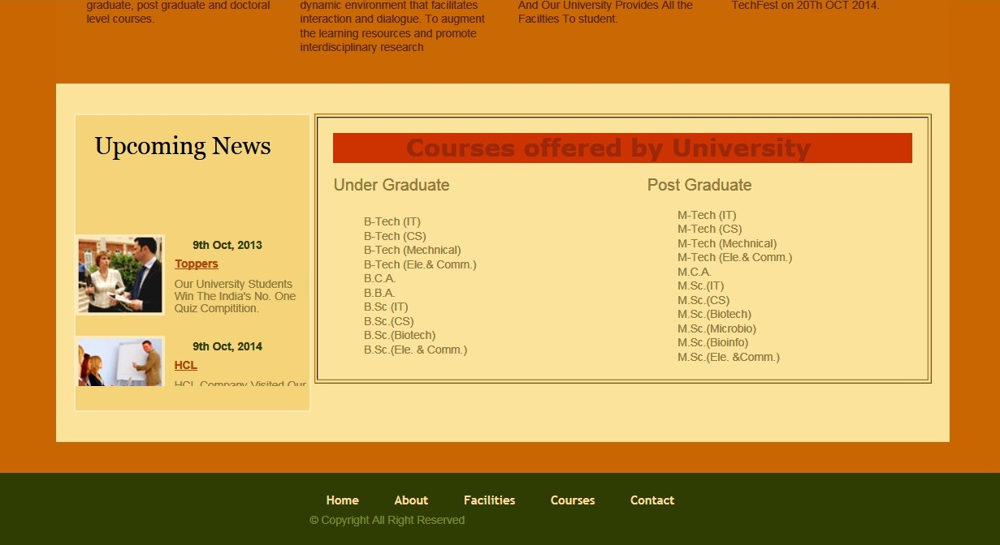 graduate, post graduate and doctoral
level courses.
dynamic environment that facilitates
interaction and dialogue. To augment
the learning resources and promote
interdisciplinary research
And Our University Provides All the
Facilties To student.
TechFest on 20Th OCT 2014.
Upcoming News
9th Oct, 2013
Toppers
Our University Students
Win The India's No. One
Quiz Compitition.
9th Oct, 2014
HCL
HCL Company Visited Our
Courses offered by University
Under Graduate
B-Tech (IT)
B-Tech (CS)
B-Tech (Mechnical)
B-Tech (Ele.& Comm.)
B.C.A.
B.B.A.
B.Sc (IT)
B.Sc.(CS)
B.Sc.(Biotech)
B.Sc.(Ele. & Comm.)
Post Graduate
M-Tech (IT)
M-Tech (CS)
M-Tech (Mechnical)
M-Tech (Ele.& Comm.)
M.C.A.
M.Sc.(IT)
M.Sc.(CS)
M.Sc.(Biotech)
M.Sc.(Microbio)
M.Sc.(Bioinfo)
M.Sc.(Ele. &Comm.)
Home About Facilities Courses Contact
© Copyright All Right Reserved